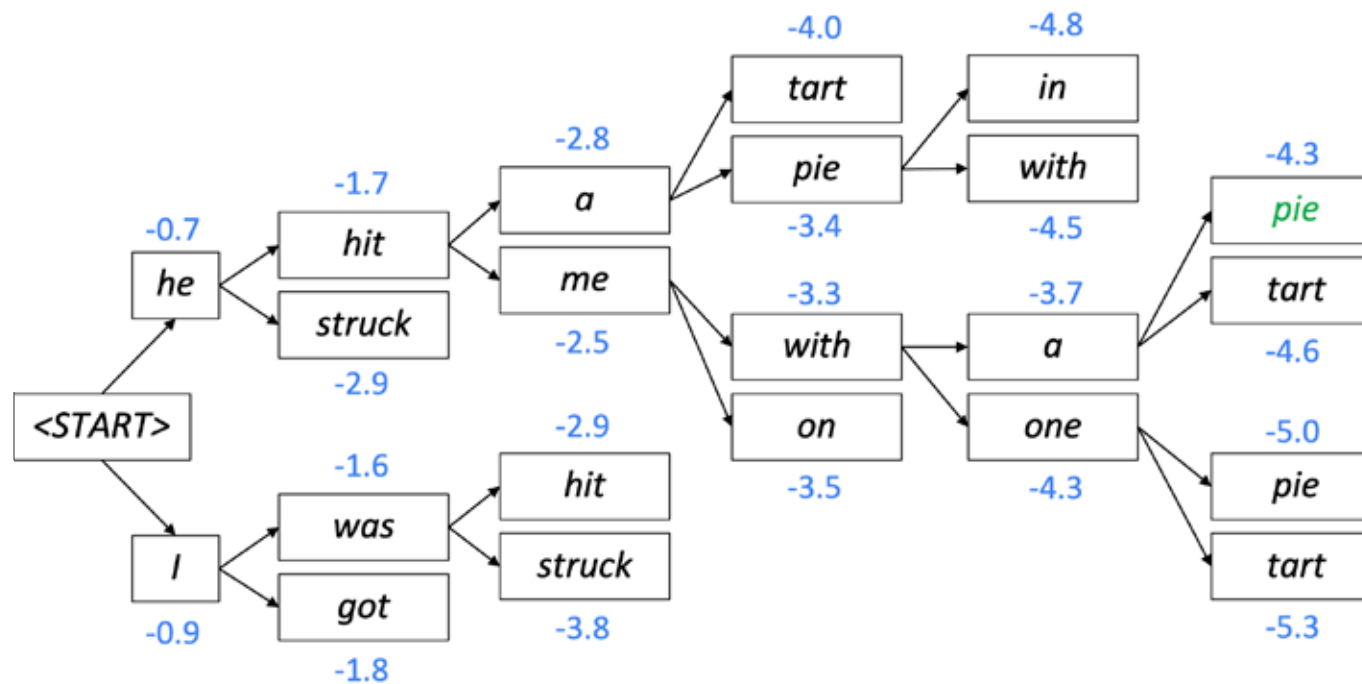 -4.0
-4.8
tart
in
-2.8
pie
with
-4.3
-1.7
a
-3.4
-4.5
pie
-0.7
hit
me
-3.3
-3.7
tart
he
struck
-2.5
with
a
-4.6
-2.9
<START>
-2.9
on
one
-5.0
-1.6
hit
-3.5
-4.3
pie
was
I
struck
tart
got
-0.9
-3.8
-5.3
-1.8